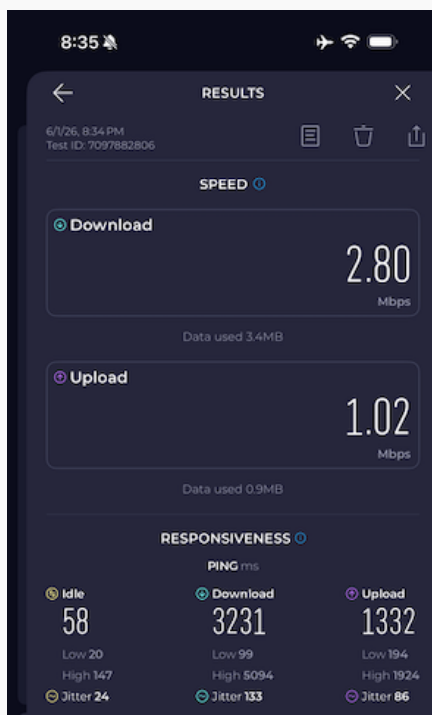 8:35
RESULTS
6/1/26, 8:34 PM
Test ID: 7097882806
SPEED
Download
2.80
Mbps
Data used 3.4MB
Upload
1.02
Mbps
Data used 0.9MB
RESPONSIVENESS
PING ms
Idle Download Upload
58 3231 1332
Low 20 Low 99 Low 194
High 147 High 5094 High 1924
Jitter 24 Jitter 133 Jitter 86